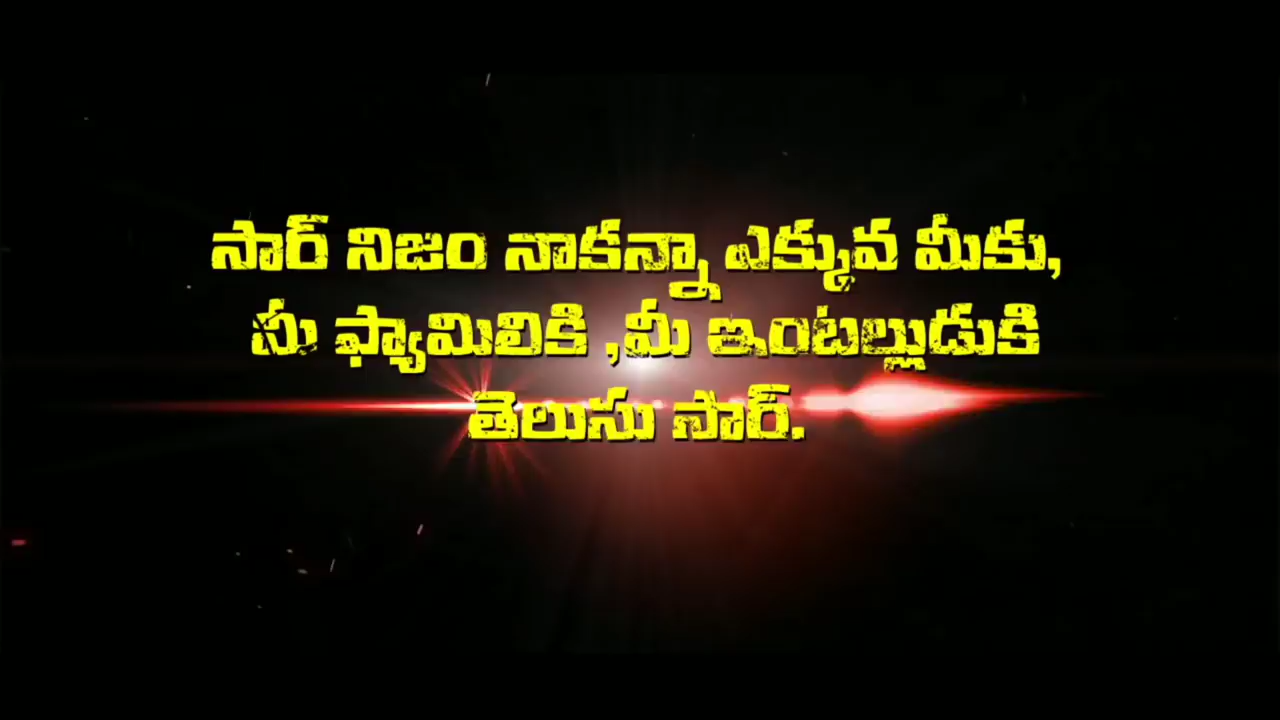 సార్ నిజం నాకన్నా ఎక్కువ మీకు,
ను ఫ్యామిలికి ,మీ ఇంటల్లుడుకి
తెలుసు సార్.